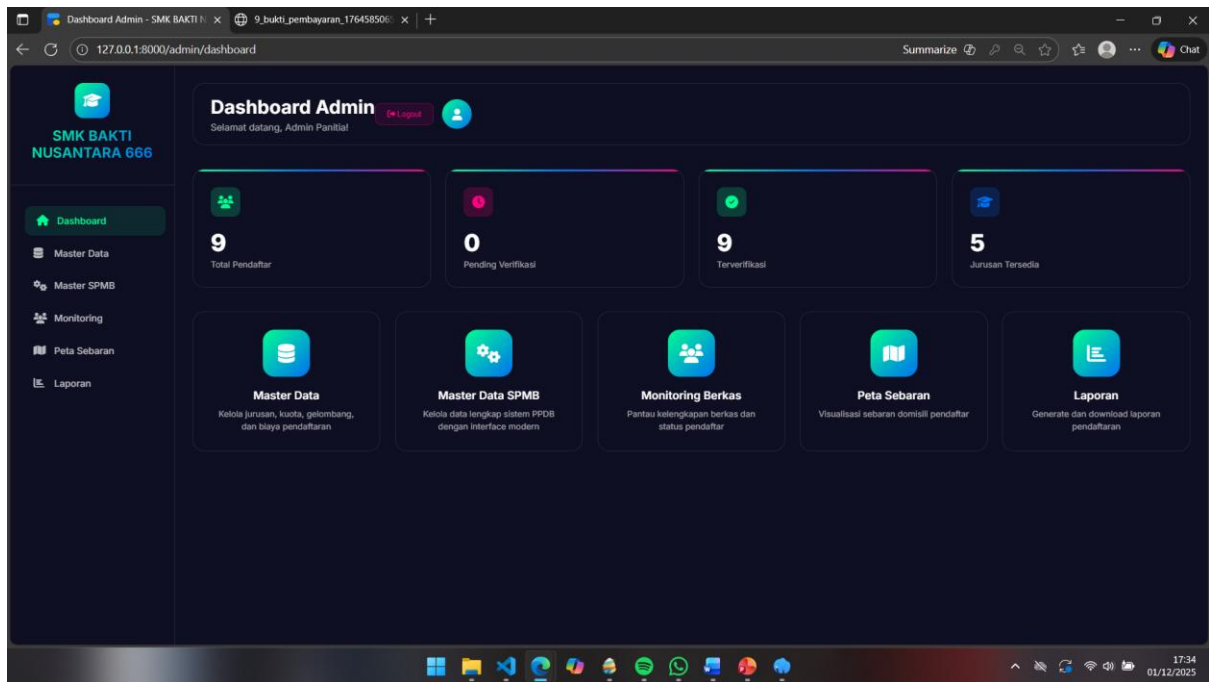 Dashboard Admin - SMK BAKTI N
9_bukti_pembayaran_1764585065
127.0.0.1:8000/admin/dashboard
Summarize
Chat
SMK BAKTI
NUSANTARA 666
Dashboard
Master Data
Master SPMB
Monitoring
Peta Sebaran
Laporan
Dashboard Admin
Selamat datang, Admin Panitia!
Logout
9
Total Pendaftar
0
Pending Verifikasi
9
Terverifikasi
5
Jurusan Tersedia
Master Data
Kelola jurusan, kuota, gelombang,
dan biaya pendaftaran
Master Data SPMB
Kelola data lengkap sistem PPDB
dengan interface modern
Monitoring Berkas
Pantau kelengkapan berkas dan
status pendaftar
Peta Sebaran
Visualisasi sebaran domisili pendaftar
Laporan
Generate dan download laporan
pendaftaran
17:34
01/12/2025